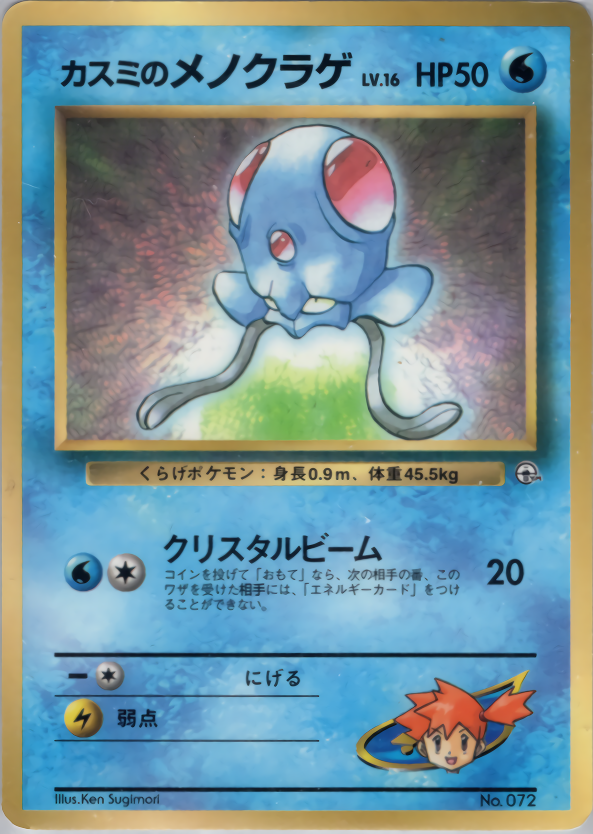 カスミのメノクラゲ LV.16 HP50
くらげポケモン：身長0.9m、体重45.5kg
クリスタルビーム 20
コインを投げて「おもて」なら、次の相手の番、この
ワザを受けた相手には、「エネルギーカード」をつけ
ることができない。
にげる
弱点
Illus.Ken Sugimori No. 072